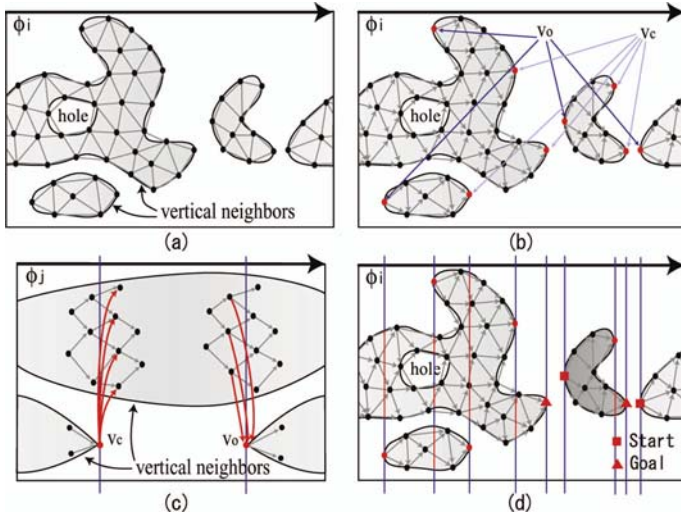 ϕi
hole
vertical neighbors
(a)
ϕi
Vo
Vc
hole
(b)
ϕj
Vc
Vo
vertical neighbors
(c)
ϕi
hole
Start
Goal
(d)